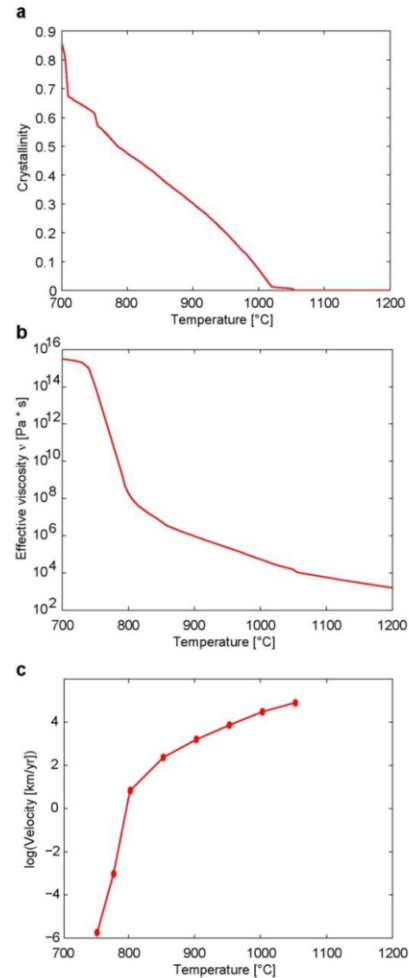 a
0.9
0.8
0.7
0.6
0.5
0.4
0.3
0.2
0.1
0
Crystallinity
700 800 900 1000 1100 1200
Temperature [°C]
b
10^16
10^14
10^12
10^10
10^8
10^6
10^4
10^2
Effective viscosity ν [Pa * s]
700 800 900 1000 1100 1200
Temperature [°C]
c
4
2
0
−2
−4
−6
log(Velocity [km/yr])
700 800 900 1000 1100 1200
Temperature [°C]